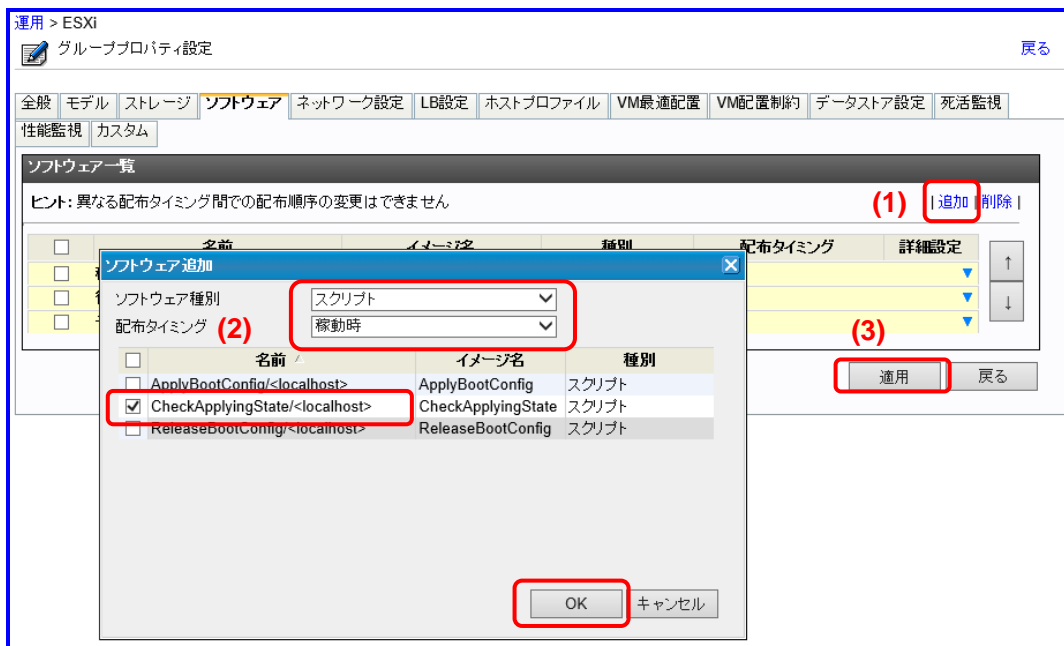 運用 > ESXi
グループプロパティ設定
戻る
全般 モデル ストレージ ソフトウェア ネットワーク設定 LB設定 ホストプロファイル VM最適配置 VM配置制約 データストア設定 死活監視
性能監視 カスタム
ソフトウェア一覧
ヒント: 異なる配布タイミング間での配布順序の変更はできません
(1)
| 追加 | 削除 |
名前 イメージ名 種別 配布タイミング 詳細設定
↑
↓
ソフトウェア追加
ソフトウェア種別 スクリプト
配布タイミング (2) 稼動時
(3)
適用 戻る
名前 イメージ名 種別
ApplyBootConfig/<localhost> ApplyBootConfig スクリプト
CheckApplyingState/<localhost> CheckApplyingState スクリプト
ReleaseBootConfig/<localhost> ReleaseBootConfig スクリプト
OK キャンセル